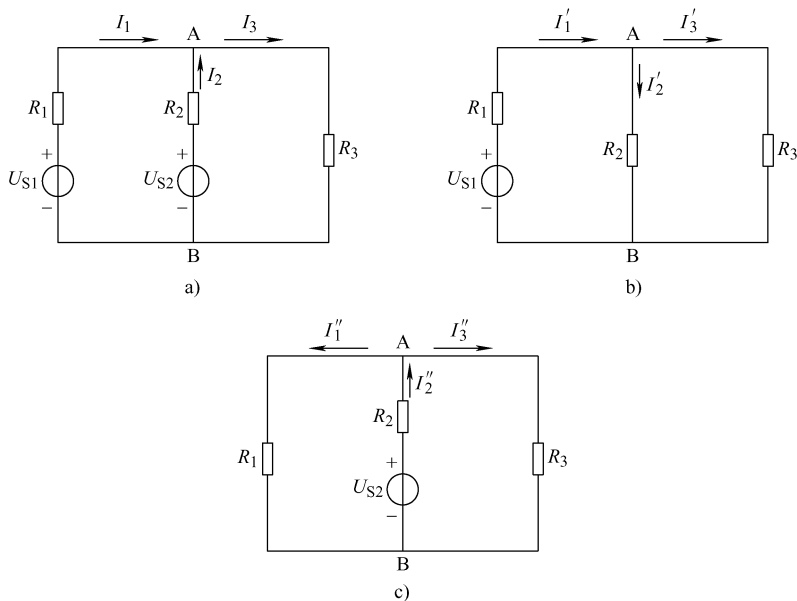 I1 A I3
I2
R1 R2 R3
+ +
US1 US2
− −
B
a)
I1′ A I3′
I2′
R1 R2 R3
+
US1
−
B
b)
I1″ A I3″
I2″
R2
R1 R3
+
US2
−
B
c)